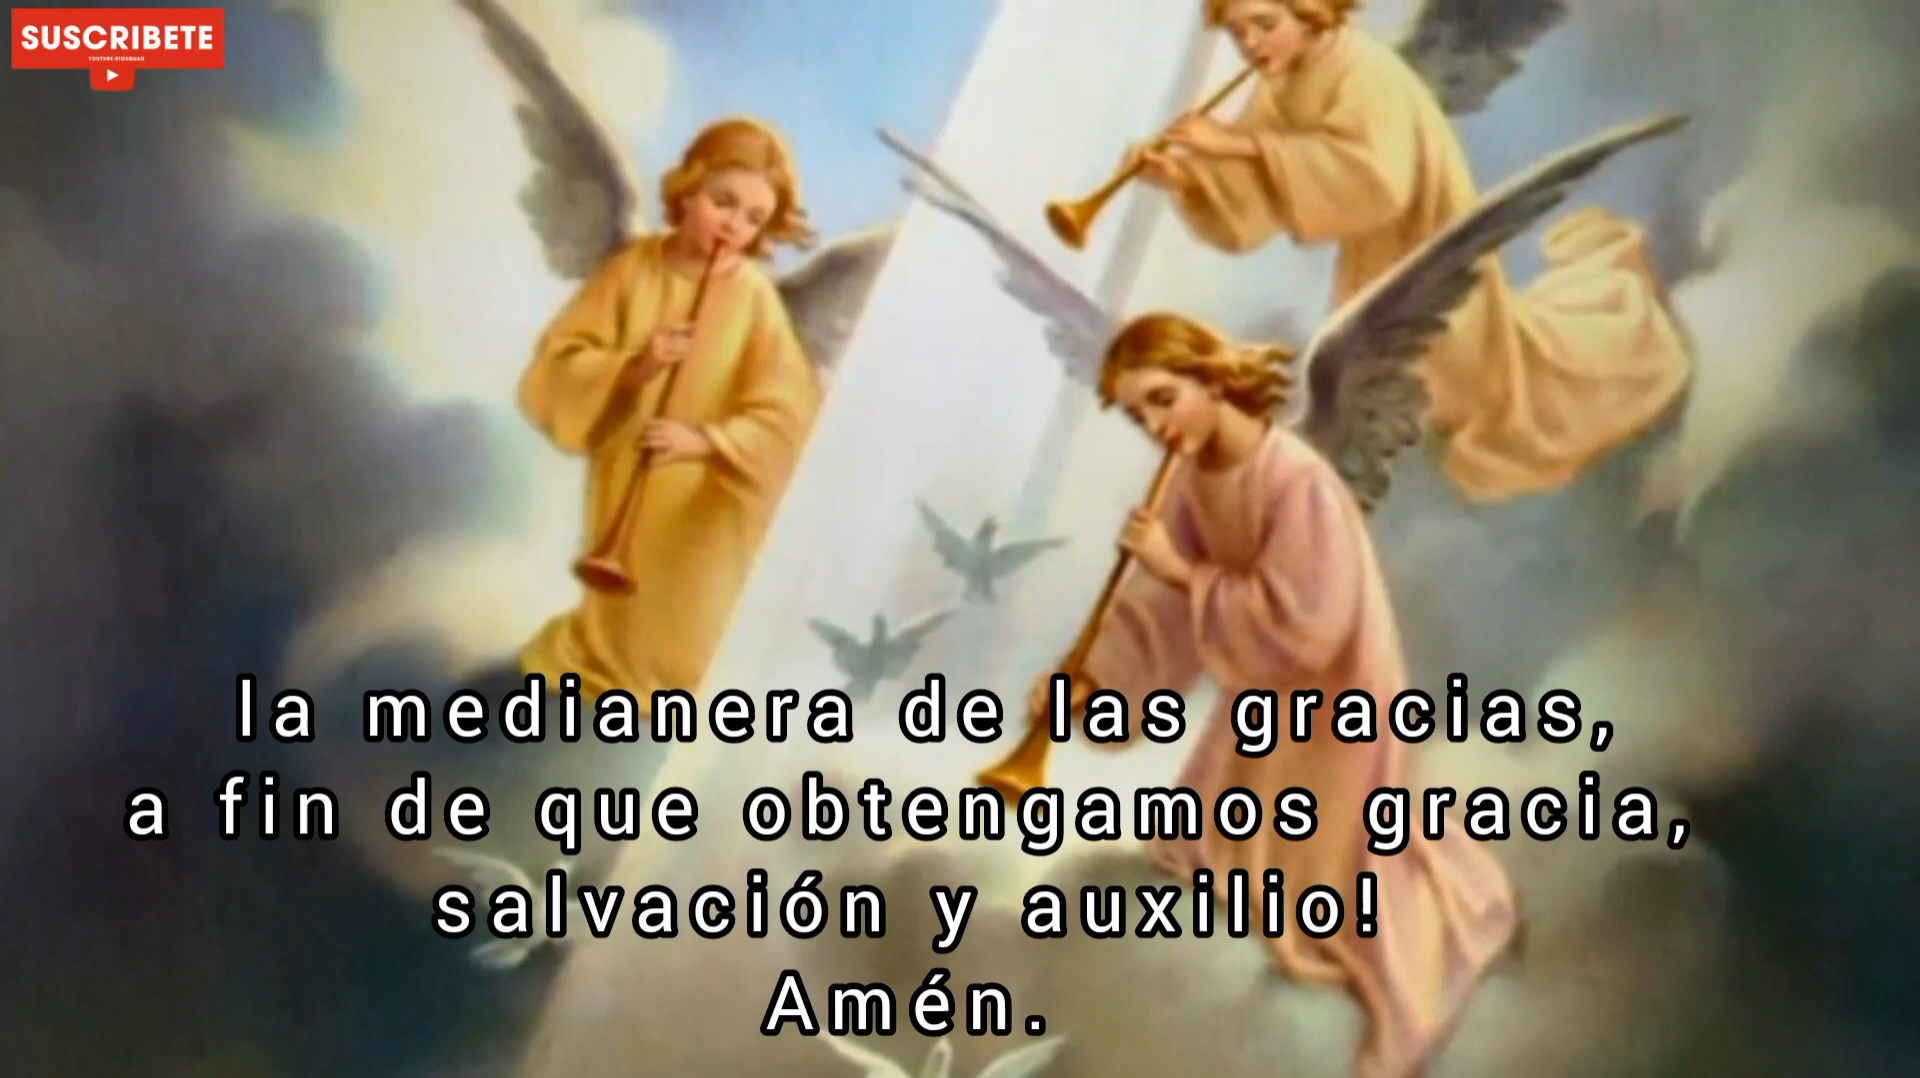 SUSCRIBETE
la medianera de las gracias,
a fin de que obtengamos gracia,
salvación y auxilio!
Amén.